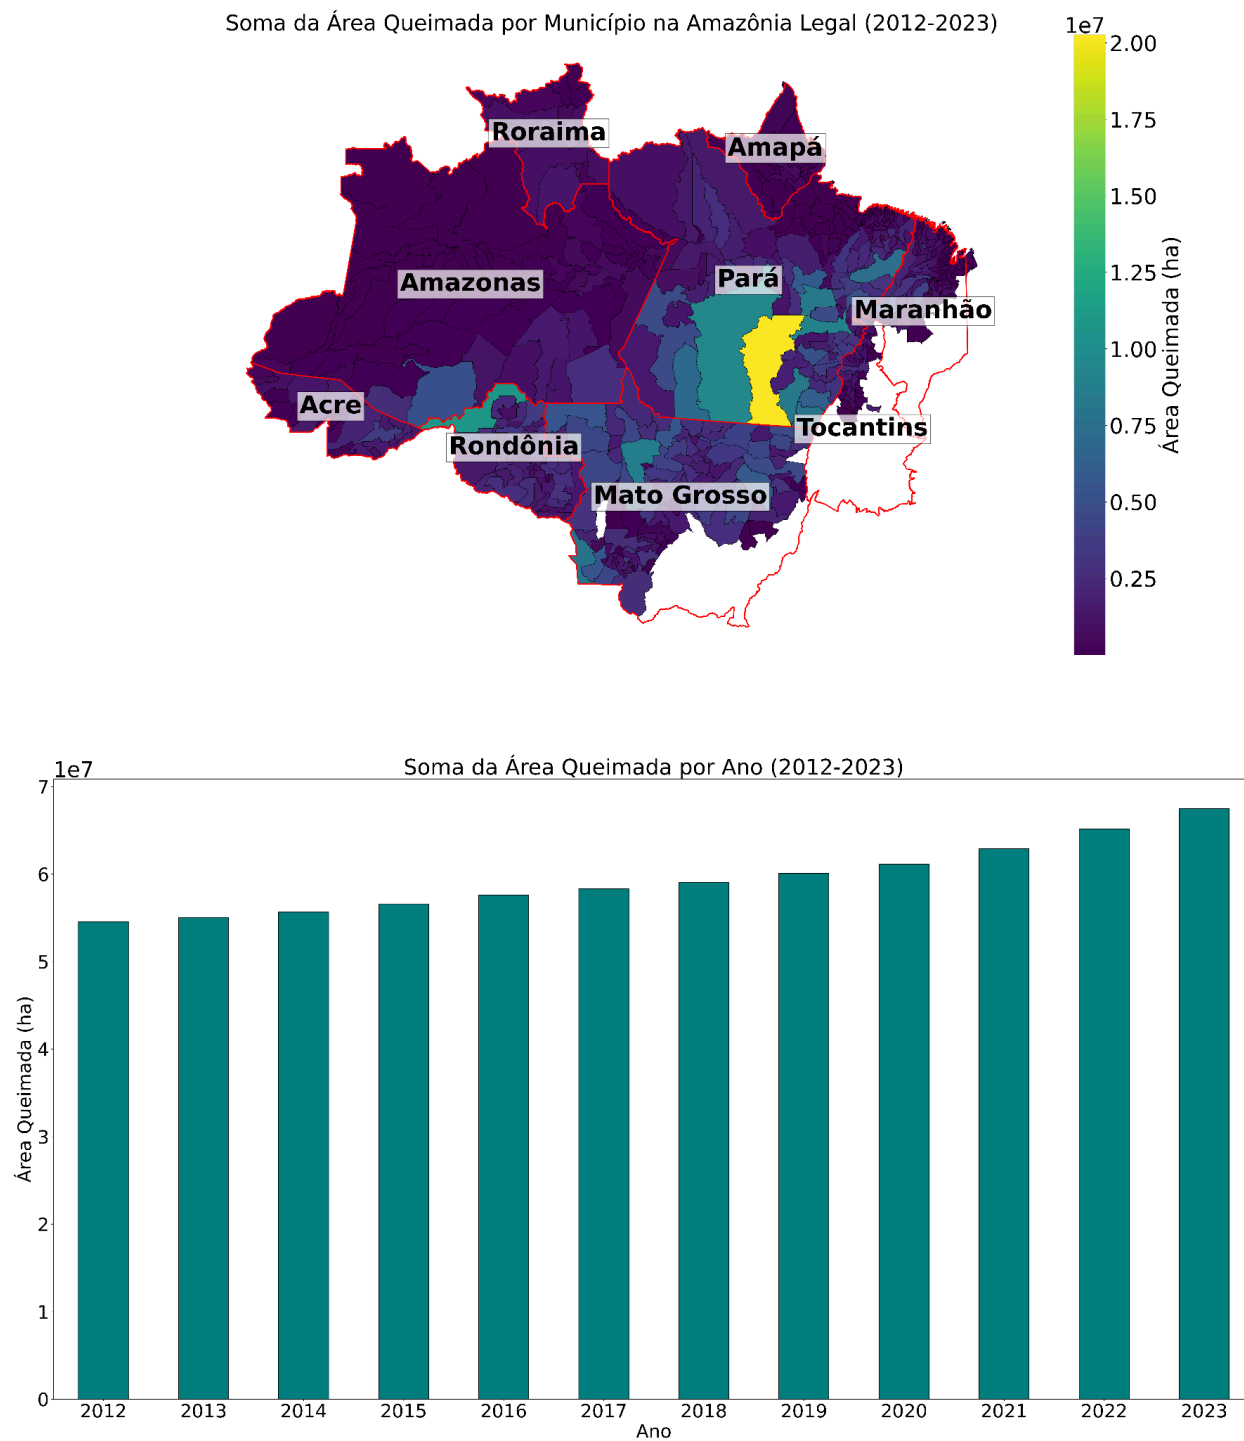 Soma da Área Queimada por Município na Amazônia Legal (2012-2023)
1e7
2.00
1.75
1.50
1.25
1.00
0.75
0.50
0.25
Área Queimada (ha)
Roraima
Amapá
Amazonas
Pará
Maranhão
Acre
Tocantins
Rondônia
Mato Grosso
1e7
Soma da Área Queimada por Ano (2012-2023)
7
6
5
4
3
2
1
0
Área Queimada (ha)
2012 2013 2014 2015 2016 2017 2018 2019 2020 2021 2022 2023
Ano